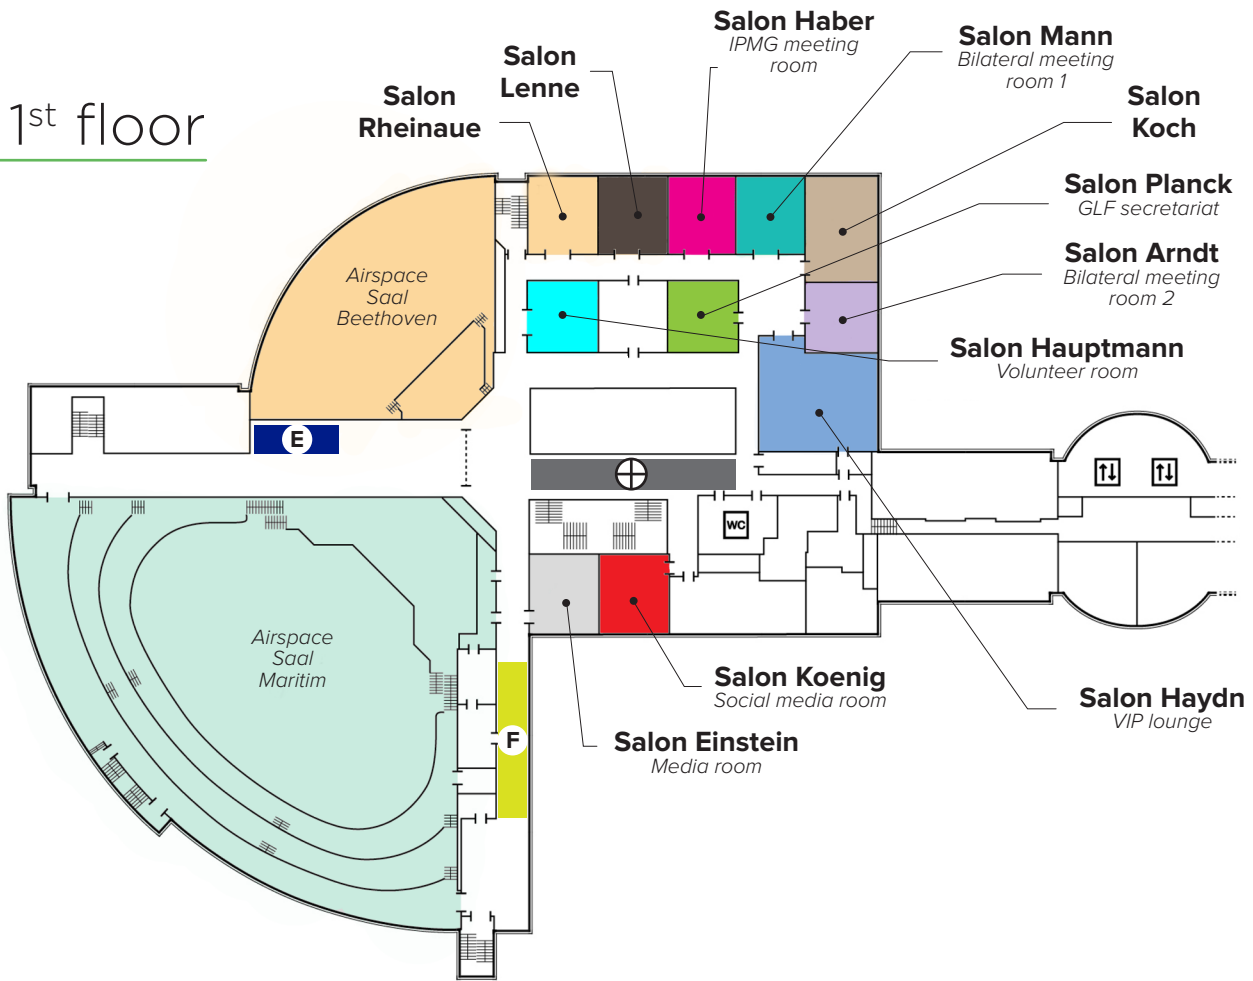 1st floor
Salon Haber
IPMG meeting
room
Salon Mann
Bilateral meeting
room 1
Salon
Lenne
Salon
Rheinaue
Salon
Koch
Salon Planck
GLF secretariat
Salon Arndt
Bilateral meeting
room 2
Airspace
Saal
Beethoven
Salon Hauptmann
Volunteer room
E
WC
Airspace
Saal
Maritim
Salon Koenig
Social media room
Salon Haydn
VIP lounge
F
Salon Einstein
Media room